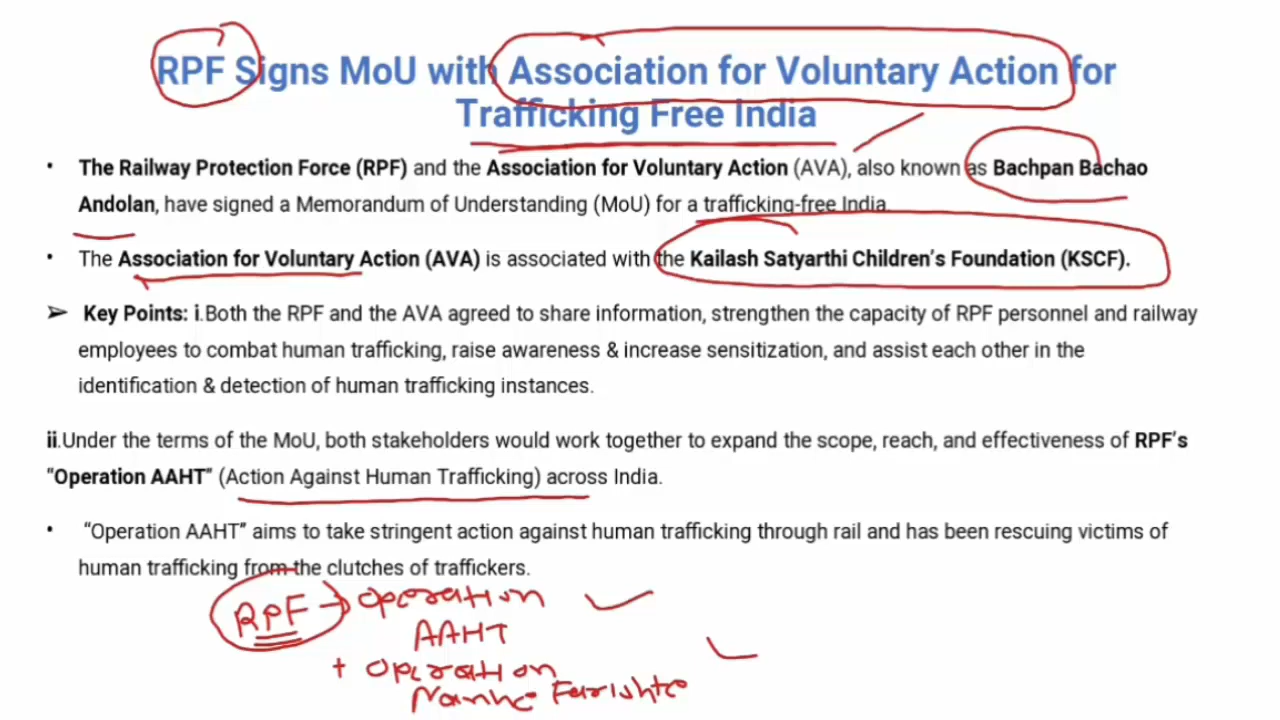 RPF Signs MoU with Association for Voluntary Action for
Trafficking Free India
• The Railway Protection Force (RPF) and the Association for Voluntary Action (AVA), also known as Bachpan Bachao
Andolan, have signed a Memorandum of Understanding (MoU) for a trafficking-free India.
• The Association for Voluntary Action (AVA) is associated with the Kailash Satyarthi Children's Foundation (KSCF).
➢ Key Points: i.Both the RPF and the AVA agreed to share information, strengthen the capacity of RPF personnel and railway
employees to combat human trafficking, raise awareness & increase sensitization, and assist each other in the
identification & detection of human trafficking instances.
ii.Under the terms of the MoU, both stakeholders would work together to expand the scope, reach, and effectiveness of RPF's
“Operation AAHT” (Action Against Human Trafficking) across India.
• “Operation AAHT” aims to take stringent action against human trafficking through rail and has been rescuing victims of
human trafficking from the clutches of traffickers.
RPF → Operation
AAHT
+ Operation
Nanhe Farishte